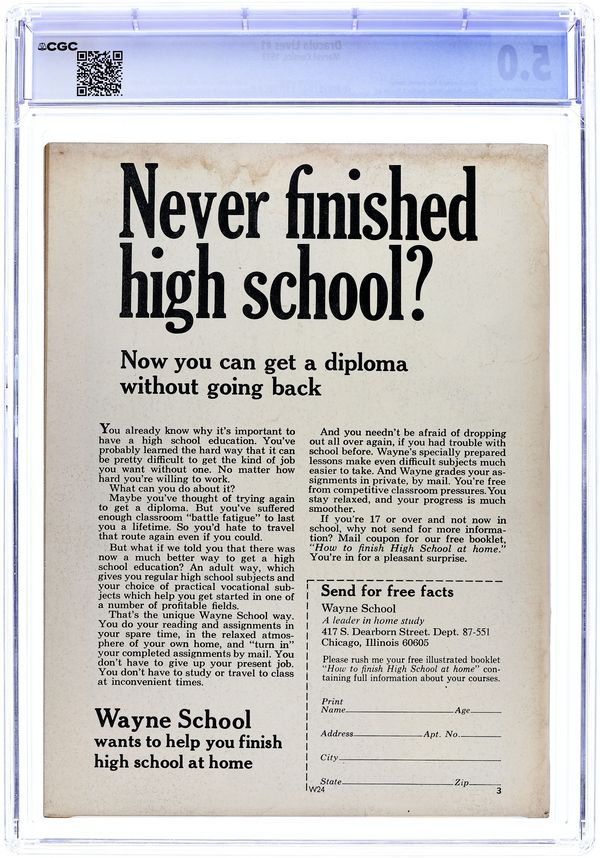 CGC
Dracula Lives #1
5.0
Never finished
high school?
Now you can get a diploma
without going back
You already know why it's important to
have a high school education. You've
probably learned the hard way that it can
be pretty difficult to get the kind of job
you want without one. No matter how
hard you're willing to work.
What can you do about it?
Maybe you've thought of trying again
to get a diploma. But you've suffered
enough classroom "battle fatigue" to last
you a lifetime. So you'd hate to travel
that route again even if you could.
But what if we told you that there was
now a much better way to get a high
school education? An adult way, which
gives you regular high school subjects and
your choice of practical vocational sub-
jects which help you get started in one of
a number of profitable fields.
That's the unique Wayne School way.
You do your reading and assignments in
your spare time, in the relaxed atmos-
phere of your own home, and "turn in"
your completed assignments by mail. You
don't have to give up your present job.
You don't have to study or travel to class
at inconvenient times.
Wayne School
wants to help you finish
high school at home
And you needn't be afraid of dropping
out all over again, if you had trouble with
school before. Wayne's specially prepared
lessons make even difficult subjects much
easier to take. And Wayne grades your as-
signments in private, by mail. You're free
from competitive classroom pressures. You
stay relaxed, and your progress is much
smoother.
If you're 17 or over and not now in
school, why not send for more informa-
tion? Mail coupon for our free booklet,
"How to finish High School at home."
You're in for a pleasant surprise.
Send for free facts
Wayne School
A leader in home study
417 S. Dearborn Street. Dept. 87-551
Chicago, Illinois 60605
Please rush me your free illustrated booklet
"How to finish High School at home" con-
taining full information about your courses.
Print
Name Age
Address Apt. No.
City
State Zip
W24 3